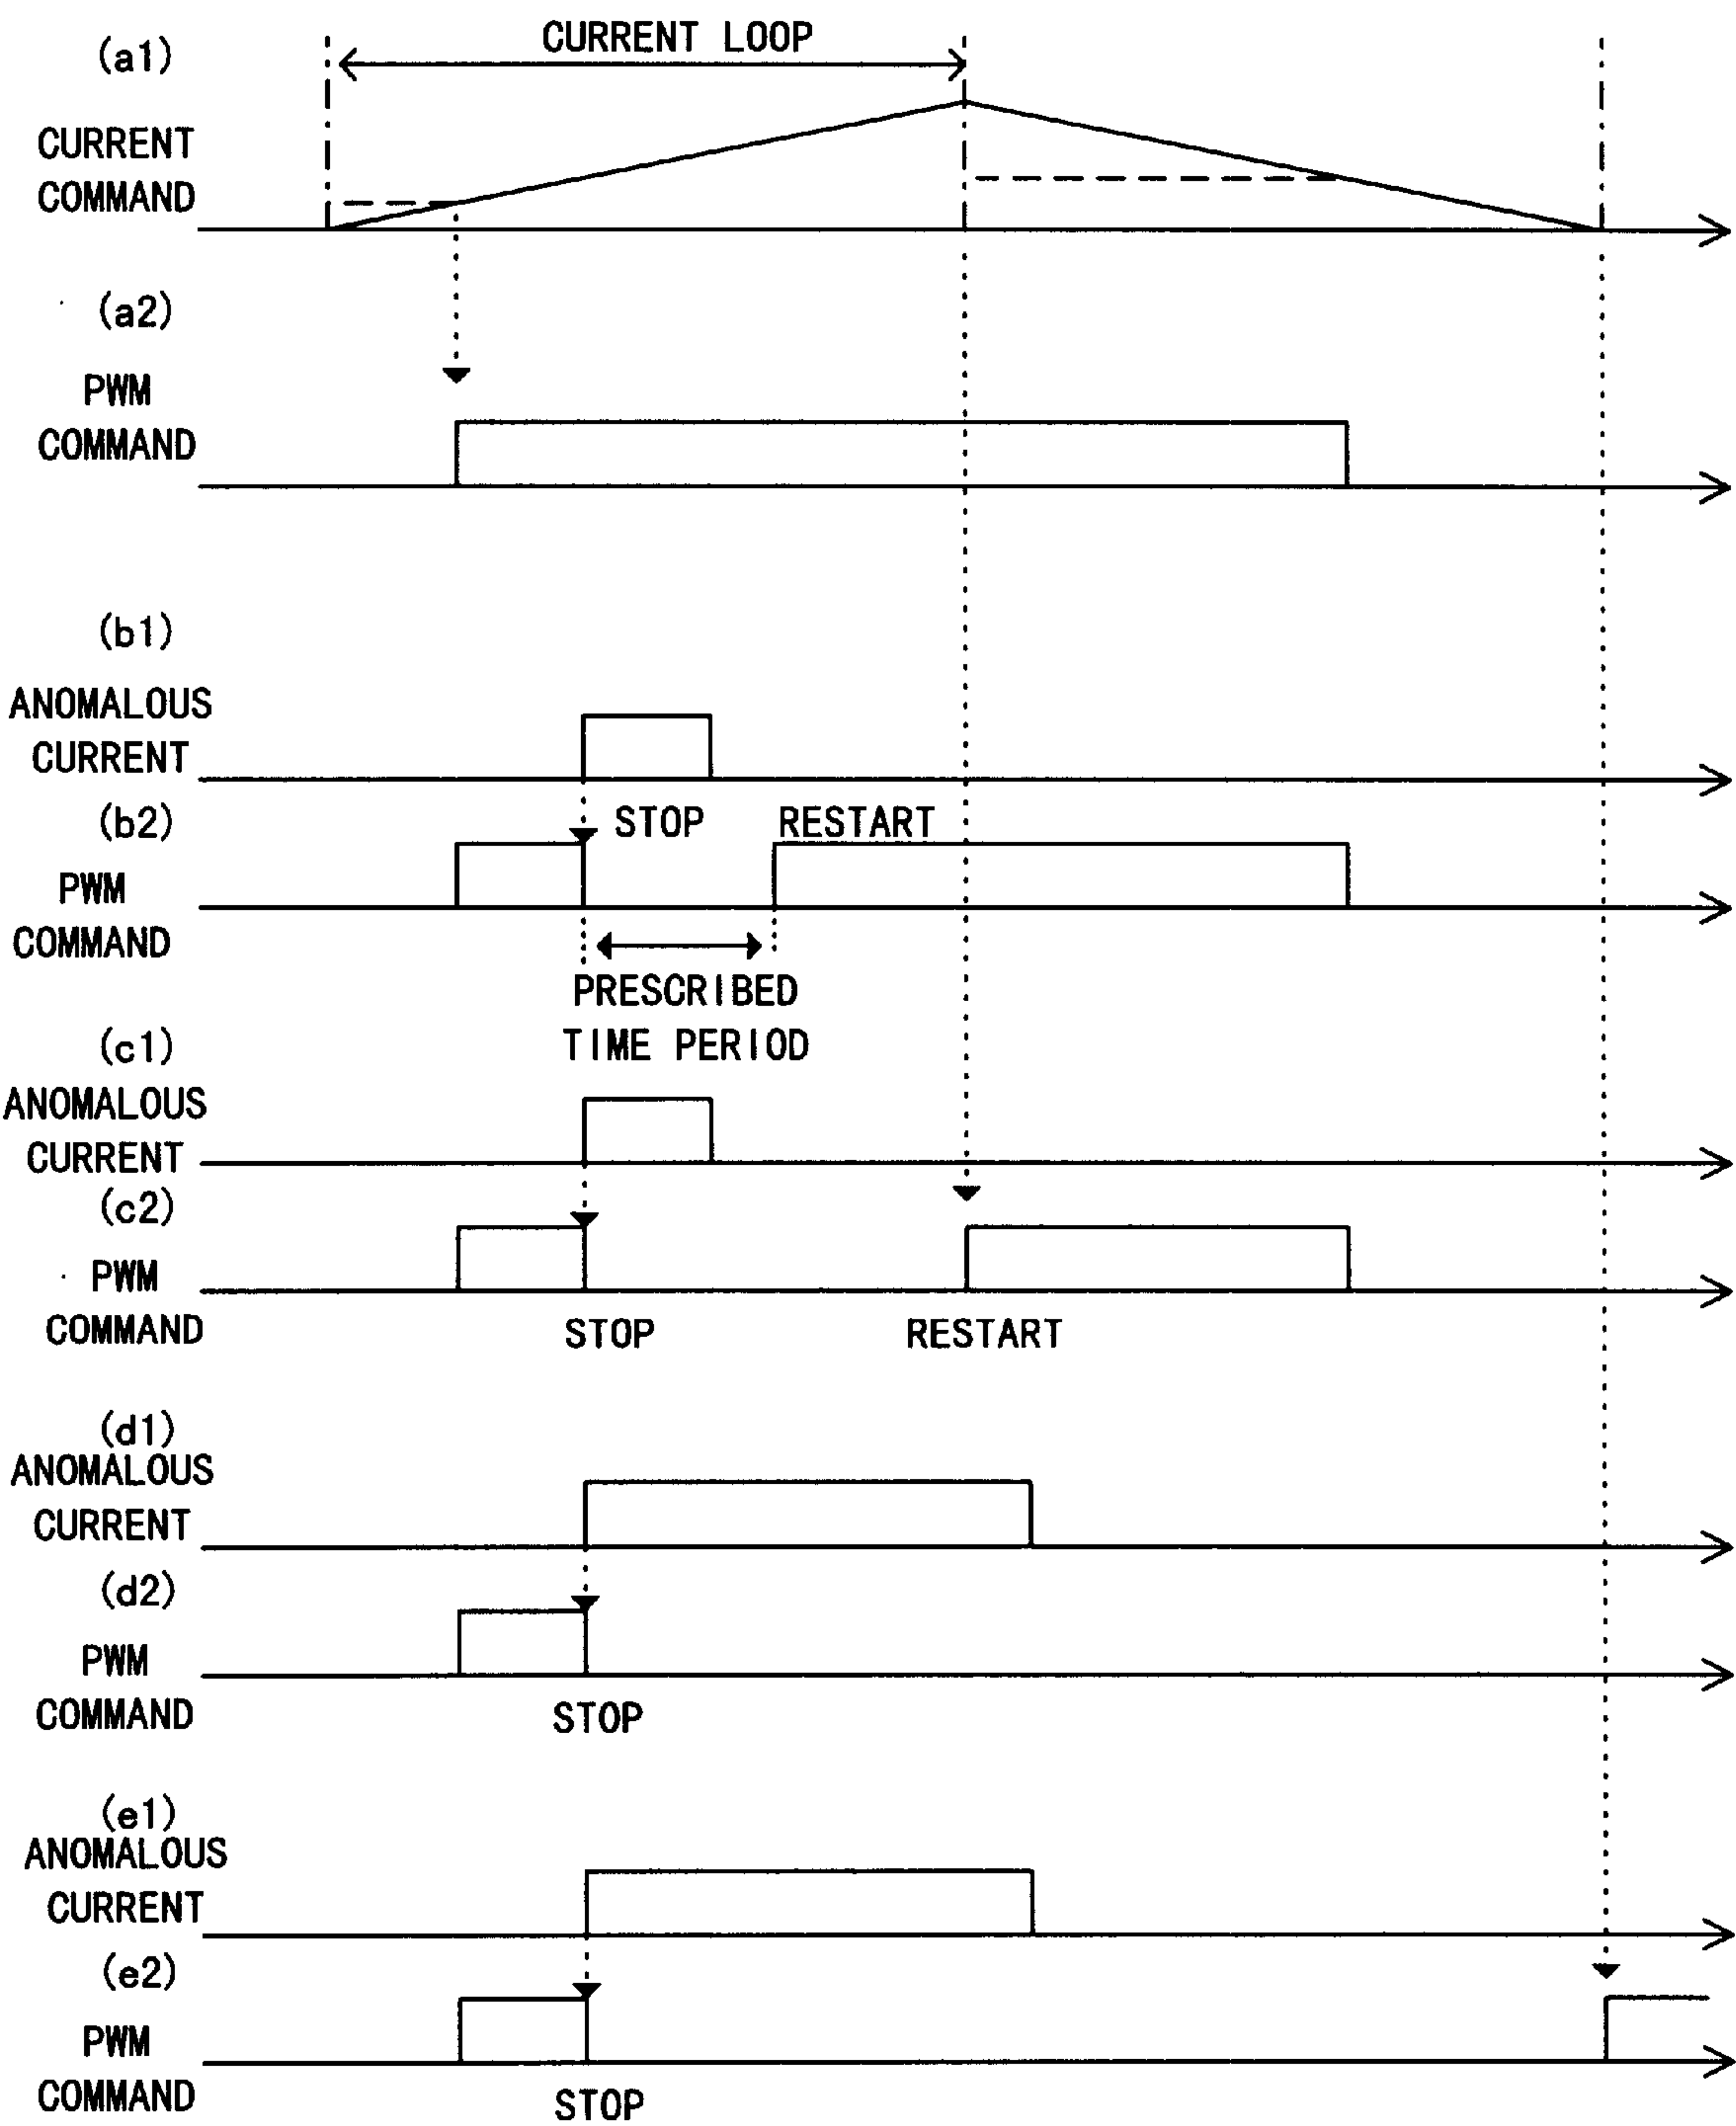 (a1)
CURRENT LOOP
CURRENT
COMMAND
(a2)
PWM
COMMAND
(b1)
ANOMALOUS
CURRENT
(b2)
STOP
RESTART
PWM
COMMAND
PRESCRIBED
TIME PERIOD
(c1)
ANOMALOUS
CURRENT
(c2)
PWM
COMMAND
STOP
RESTART
(d1)
ANOMALOUS
CURRENT
(d2)
PWM
COMMAND
STOP
(e1)
ANOMALOUS
CURRENT
(e2)
PWM
COMMAND
STOP